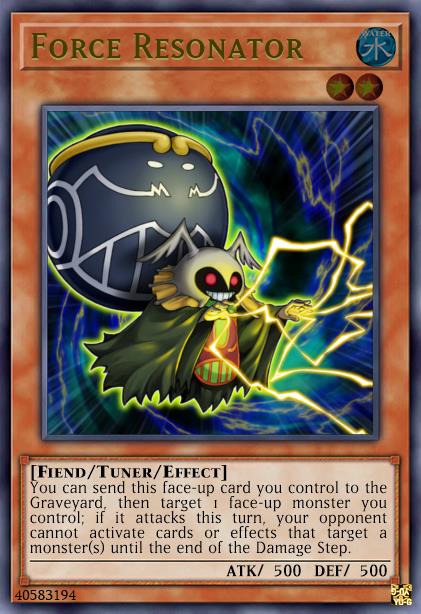 Force Resonator
WATER
水
[Fiend/Tuner/Effect]
You can send this face-up card you control to the
Graveyard, then target 1 face-up monster you
control; if it attacks this turn, your opponent
cannot activate cards or effects that target a
monster(s) until the end of the Damage Step.
ATK/ 500 DEF/ 500
40583194